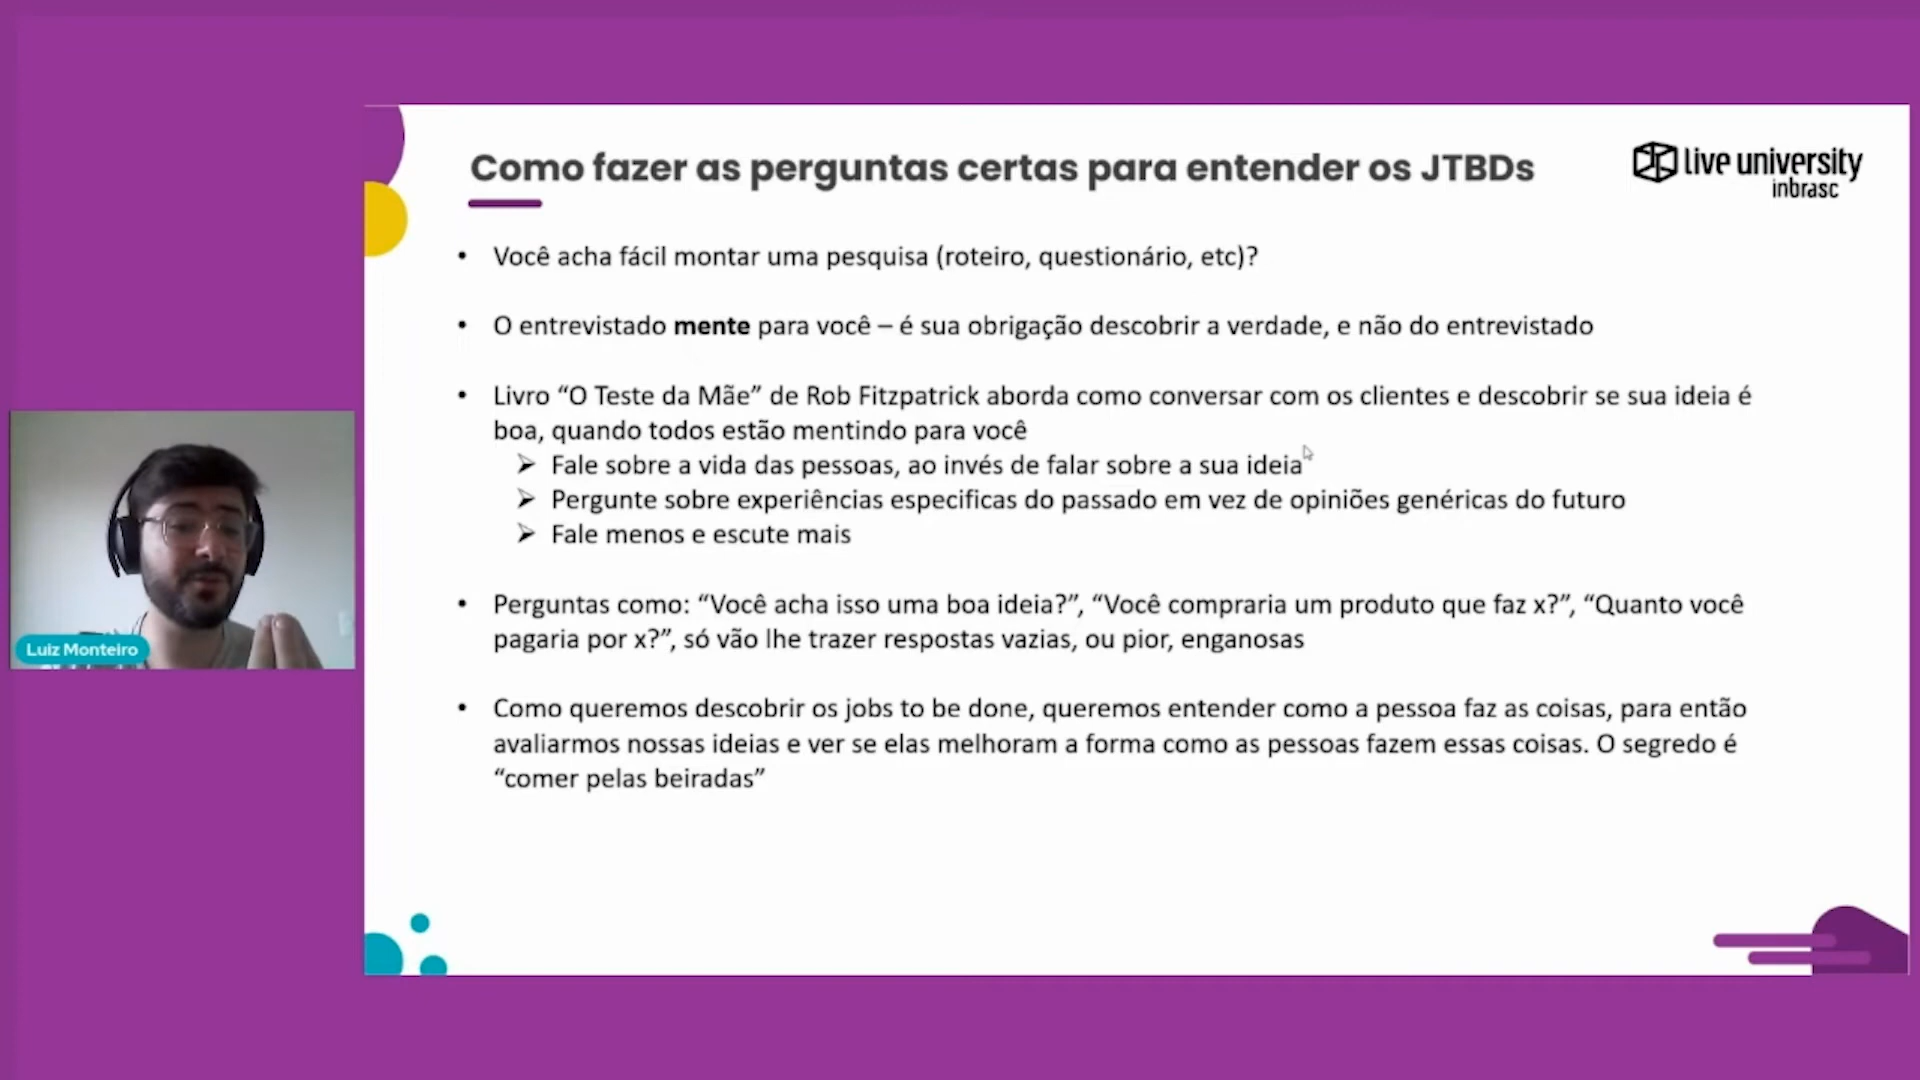 Como fazer as perguntas certas para entender os JTBDs
live university
inbrasc
• Você acha fácil montar uma pesquisa (roteiro, questionário, etc)?
• O entrevistado mente para você – é sua obrigação descobrir a verdade, e não do entrevistado
• Livro “O Teste da Mãe” de Rob Fitzpatrick aborda como conversar com os clientes e descobrir se sua ideia é
boa, quando todos estão mentindo para você
➢ Fale sobre a vida das pessoas, ao invés de falar sobre a sua ideia
➢ Pergunte sobre experiências especificas do passado em vez de opiniões genéricas do futuro
➢ Fale menos e escute mais
• Perguntas como: “Você acha isso uma boa ideia?”, “Você compraria um produto que faz x?”, “Quanto você
pagaria por x?”, só vão lhe trazer respostas vazias, ou pior, enganosas
• Como queremos descobrir os jobs to be done, queremos entender como a pessoa faz as coisas, para então
avaliarmos nossas ideias e ver se elas melhoram a forma como as pessoas fazem essas coisas. O segredo é
“comer pelas beiradas”
Luiz Monteiro